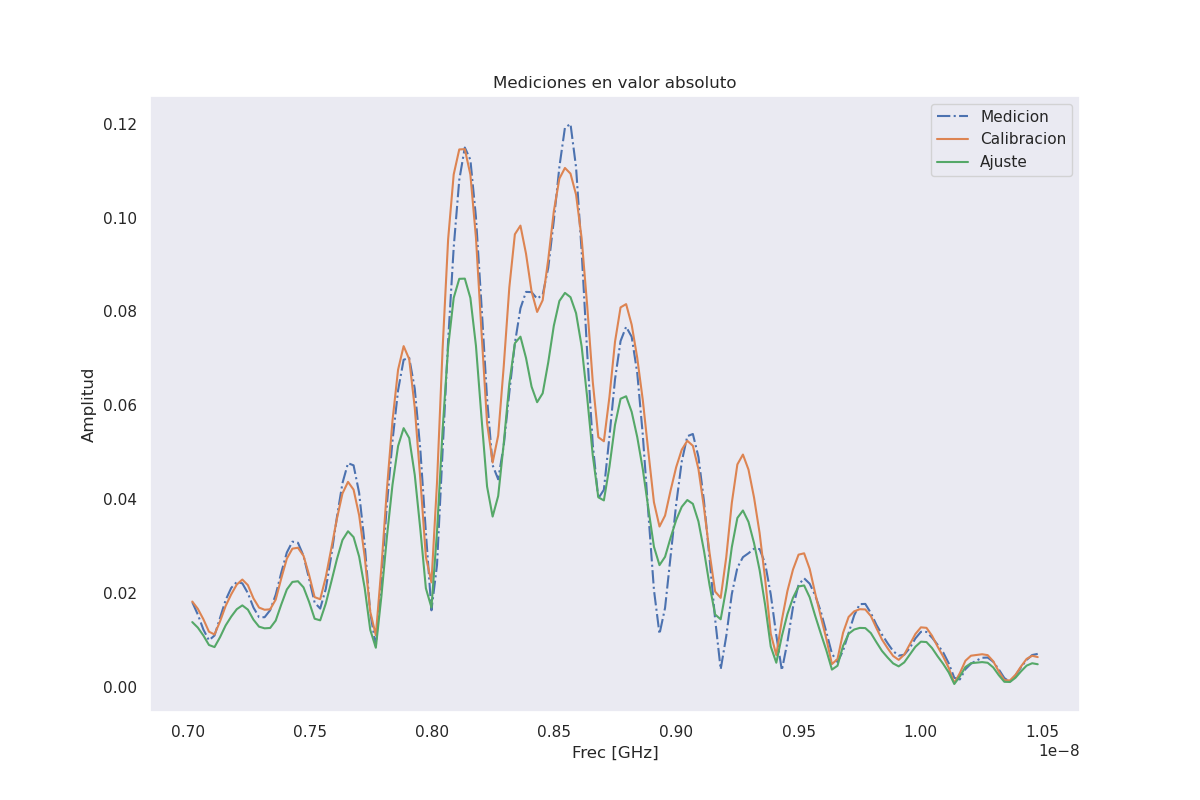 Mediciones en valor absoluto
Medicion
Calibracion
Ajuste
Amplitud
0.12
0.10
0.08
0.06
0.04
0.02
0.00
0.70 0.75 0.80 0.85 0.90 0.95 1.00 1.05
1e−8
Frec [GHz]